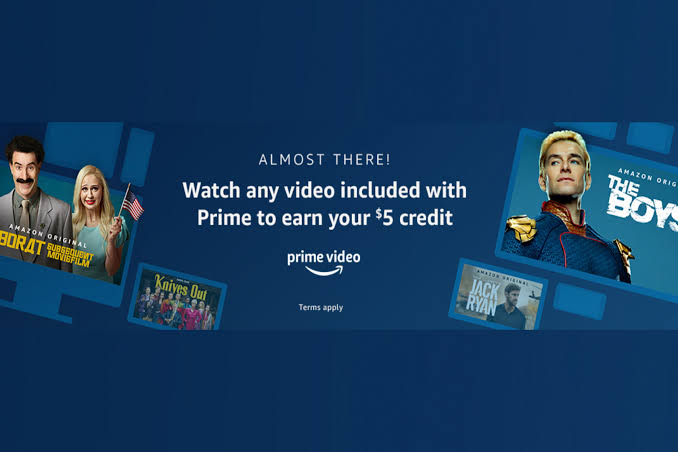 ALMOST THERE!
Watch any video included with
Prime to earn your $5 credit
prime video
Terms apply
AMAZON ORIGINAL
BORAT SUBSEQUENT
MOVIEFILM
Knives Out
AMAZON ORIGINAL
JACK
RYAN
AMAZON ORIG
THE
BOYS